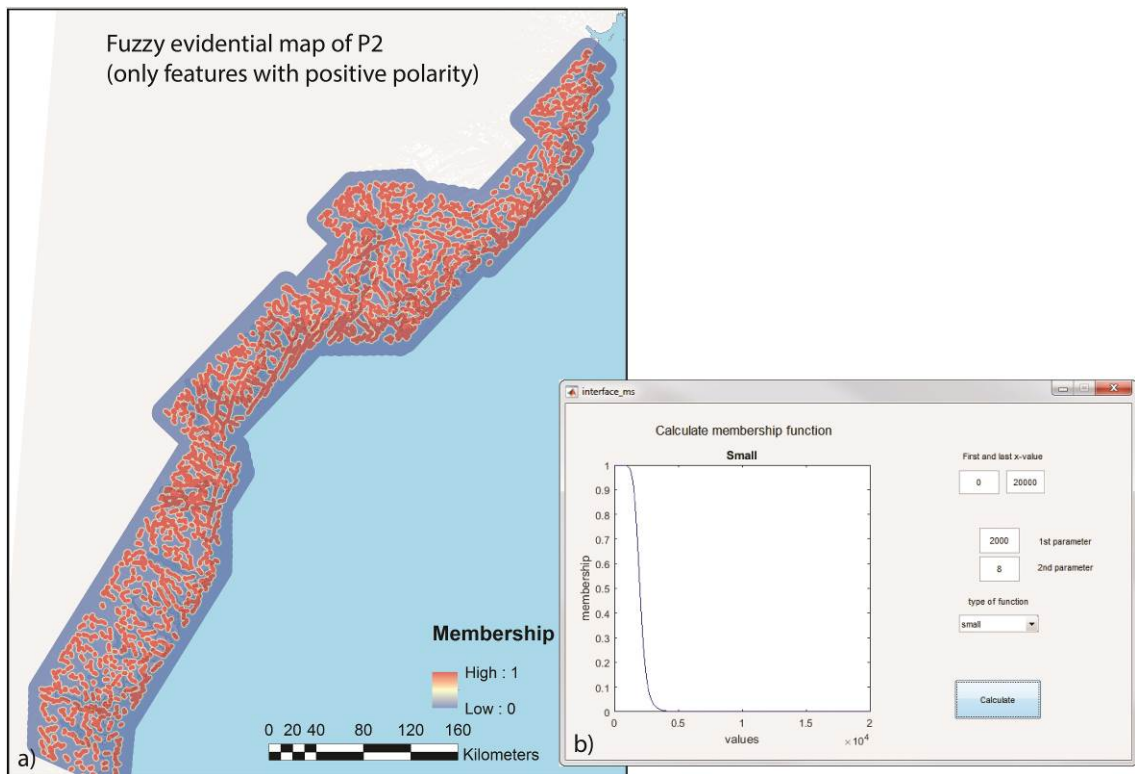 Fuzzy evidential map of P2
(only features with positive polarity)
Membership
High : 1
Low : 0
0 20 40 80 120 160
Kilometers
a)
interface_ms
Calculate membership function
Small
1
0.9
0.8
0.7
0.6
0.5
0.4
0.3
0.2
0.1
0
membership
0 0.5 1 1.5 2
values
×10⁴
First and last x-value
0 20000
2000 1st parameter
8 2nd parameter
type of function
small
Calculate
b)